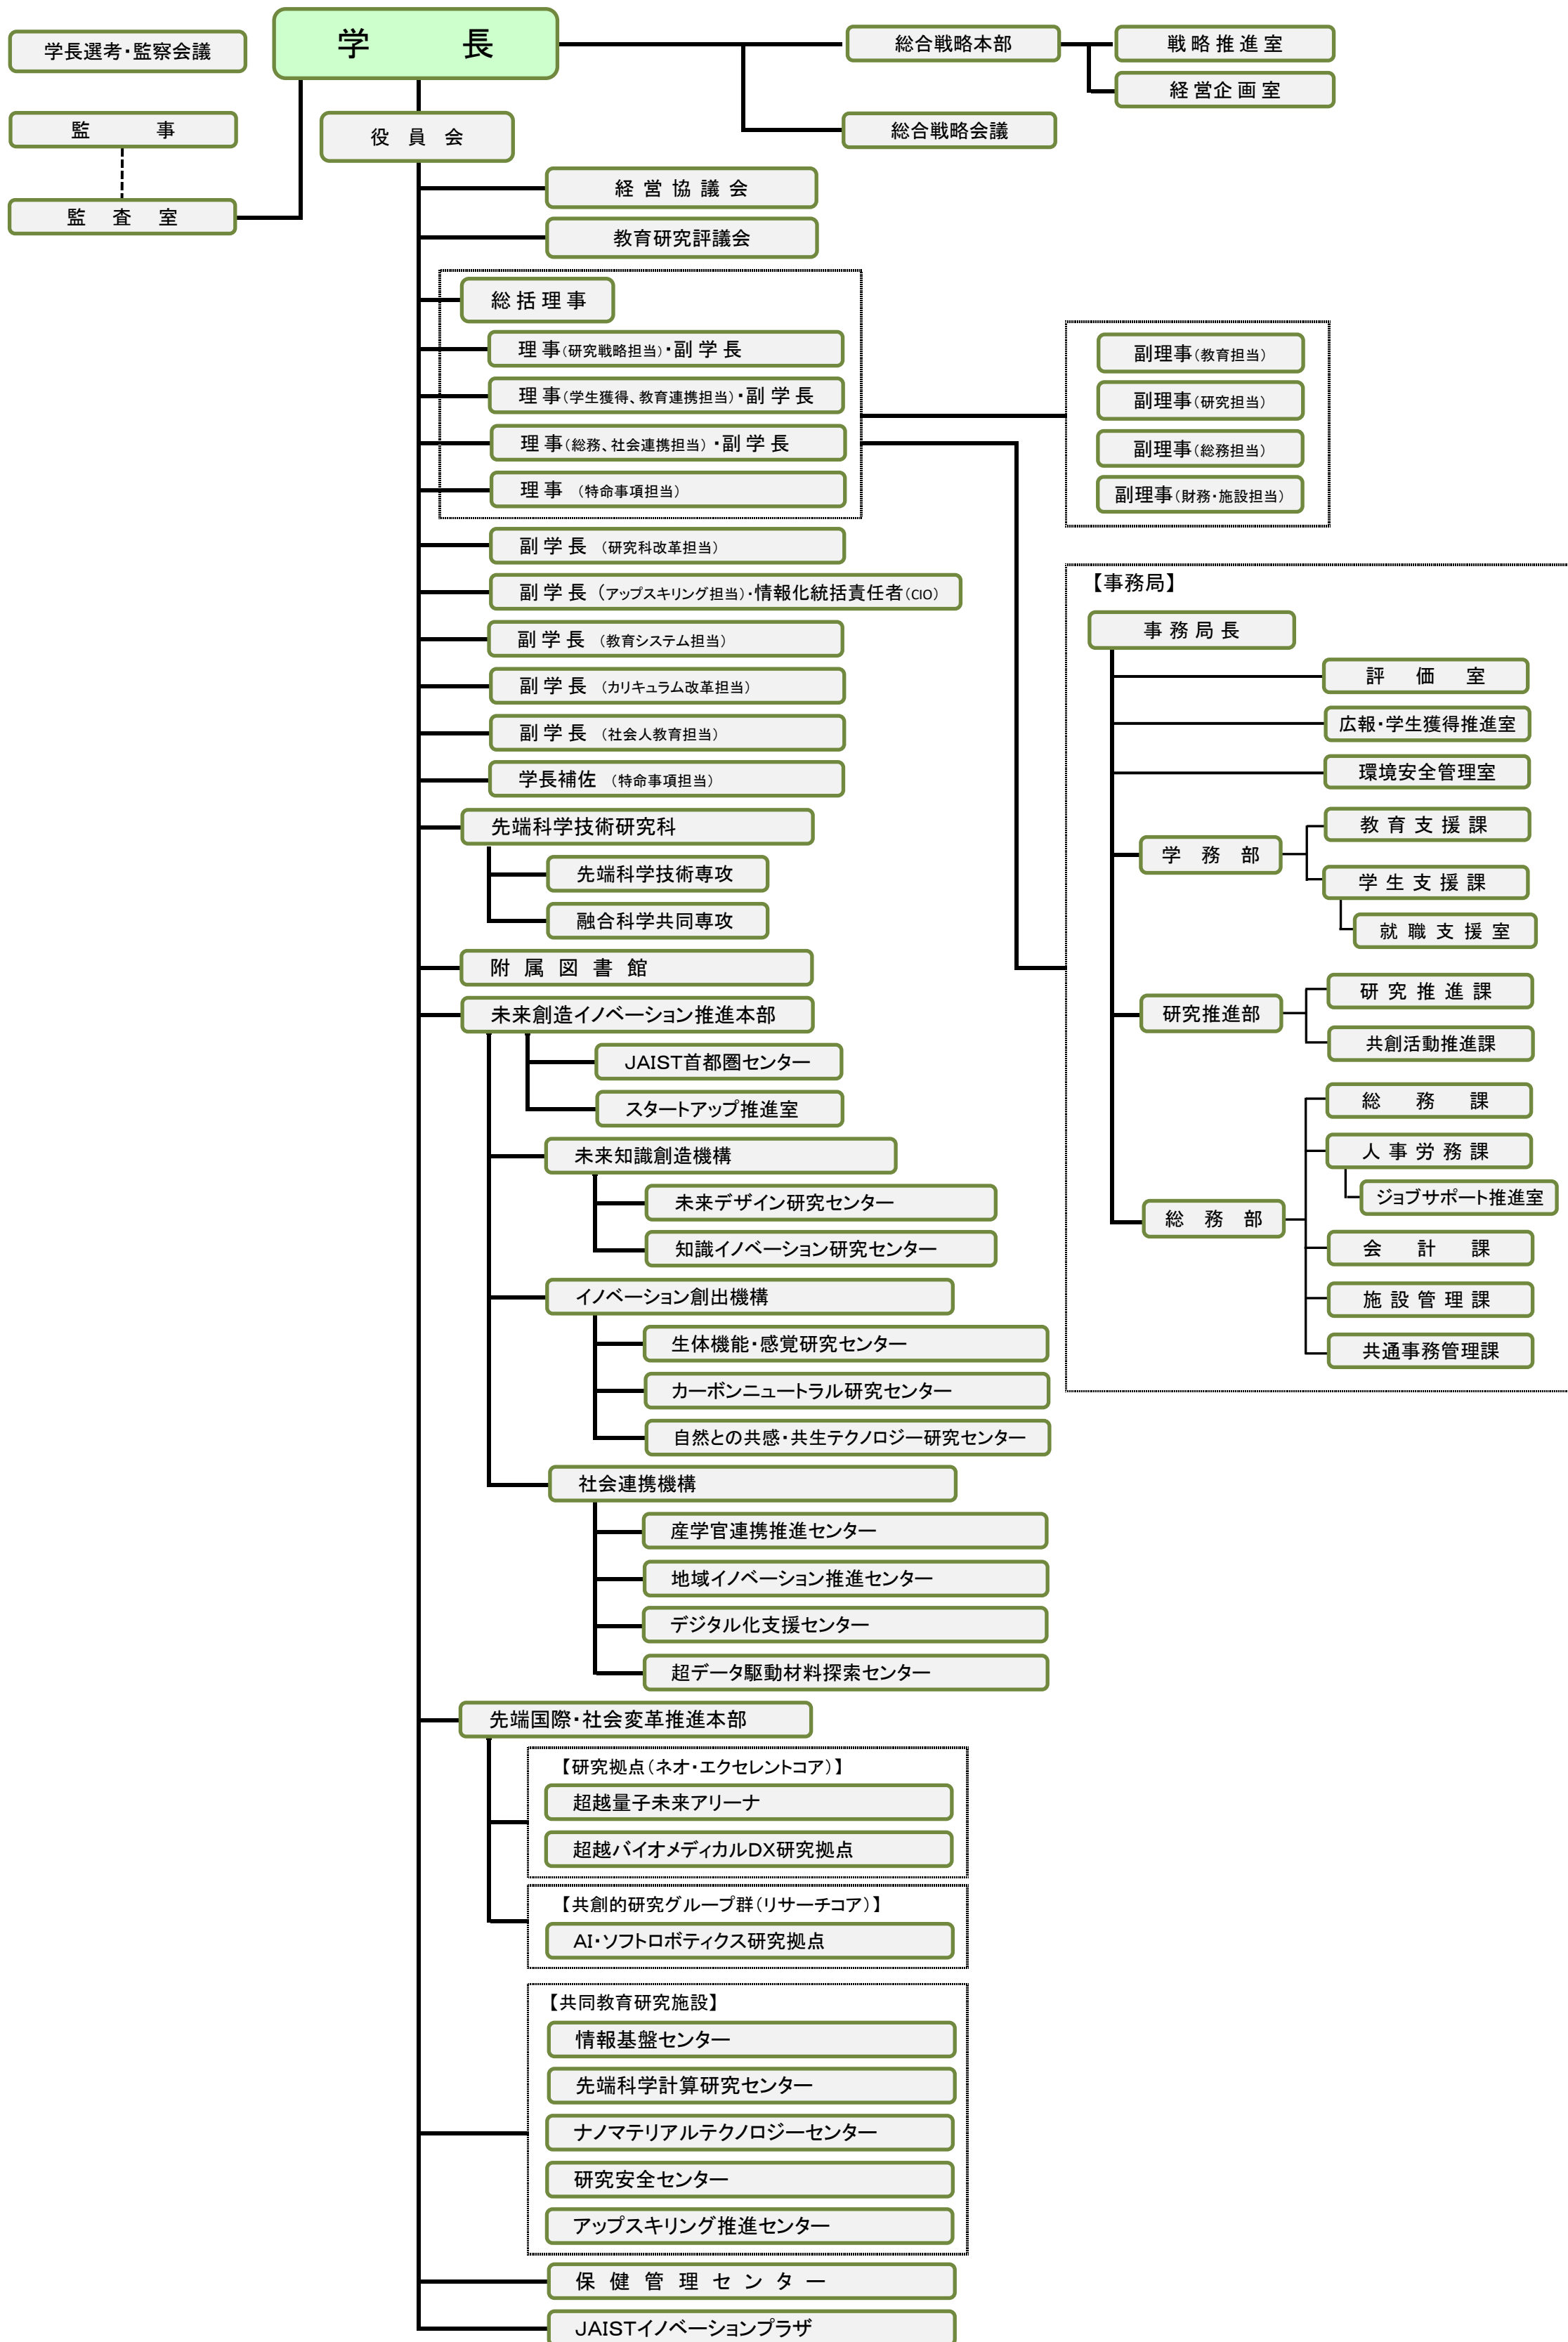 学長
学長選考・監察会議
監事
監査室
役員会
総合戦略本部
戦略推進室
経営企画室
総合戦略会議
経営協議会
教育研究評議会
総括理事
理事(研究戦略担当)・副学長
理事(学生獲得、教育連携担当)・副学長
理事(総務、社会連携担当)・副学長
理事（特命事項担当）
副理事(教育担当)
副理事(研究担当)
副理事(総務担当)
副理事(財務・施設担当)
副学長（研究科改革担当）
副学長（アップスキリング担当）・情報化統括責任者（CIO）
副学長（教育システム担当）
副学長（カリキュラム改革担当）
副学長（社会人教育担当）
学長補佐（特命事項担当）
先端科学技術研究科
先端科学技術専攻
融合科学共同専攻
附属図書館
未来創造イノベーション推進本部
JAIST首都圏センター
スタートアップ推進室
未来知識創造機構
未来デザイン研究センター
知識イノベーション研究センター
イノベーション創出機構
生体機能・感覚研究センター
カーボンニュートラル研究センター
自然との共感・共生テクノロジー研究センター
社会連携機構
産学官連携推進センター
地域イノベーション推進センター
デジタル化支援センター
超データ駆動材料探索センター
先端国際・社会変革推進本部
【研究拠点（ネオ・エクセレントコア）】
超越量子未来アリーナ
超越バイオメディカルDX研究拠点
【共創的研究グループ群（リサーチコア）】
AI・ソフトロボティクス研究拠点
【共同教育研究施設】
情報基盤センター
先端科学計算研究センター
ナノマテリアルテクノロジーセンター
研究安全センター
アップスキリング推進センター
保健管理センター
JAISTイノベーションプラザ
【事務局】
事務局長
評価室
広報・学生獲得推進室
環境安全管理室
学務部
教育支援課
学生支援課
就職支援室
研究推進部
研究推進課
共創活動推進課
総務部
総務課
人事労務課
ジョブサポート推進室
会計課
施設管理課
共通事務管理課